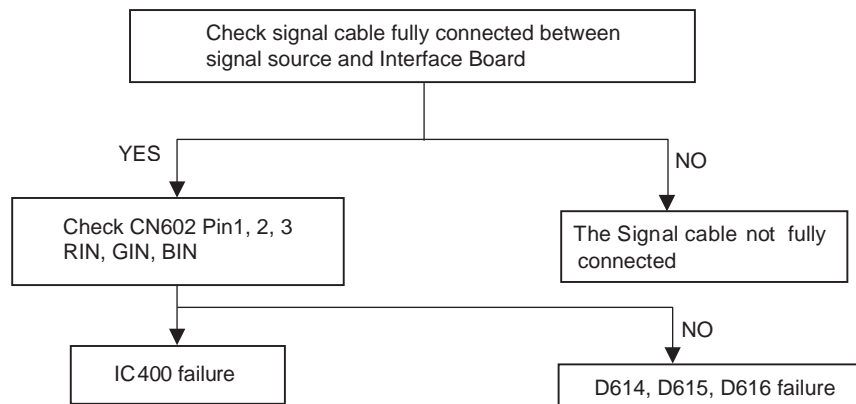 Check signal cable fully connected between
signal source and Interface Board
YES
NO
Check CN602 Pin1, 2, 3
RIN, GIN, BIN
The Signal cable not fully
connected
NO
IC400 failure
D614, D615, D616 failure